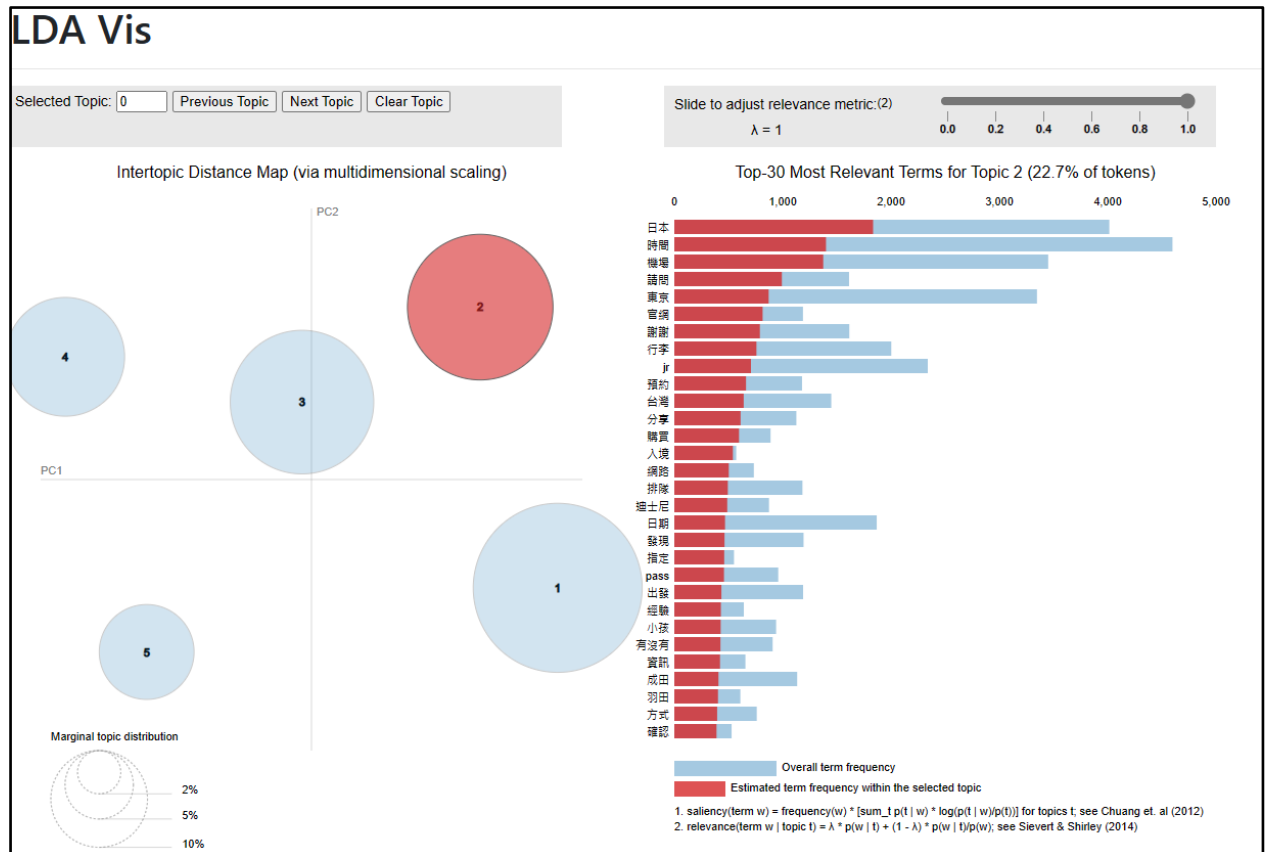 LDA Vis
Selected Topic: 0 Previous Topic Next Topic Clear Topic
Slide to adjust relevance metric:(2)
λ = 1
0.0 0.2 0.4 0.6 0.8 1.0
Intertopic Distance Map (via multidimensional scaling)
PC2
PC1
2
4
3
1
5
Marginal topic distribution
2%
5%
10%
Top-30 Most Relevant Terms for Topic 2 (22.7% of tokens)
0 1,000 2,000 3,000 4,000 5,000
日本
時間
機場
請問
東京
官網
謝謝
行李
jr
預約
台灣
分享
購買
入境
網路
排隊
迪士尼
日期
發現
指定
pass
出發
經驗
小孩
有沒有
資訊
成田
羽田
方式
確認
Overall term frequency
Estimated term frequency within the selected topic
1. saliency(term w) = frequency(w) * [sum_t p(t | w) * log(p(t | w)/p(t))] for topics t; see Chuang et. al (2012)
2. relevance(term w | topic t) = λ * p(w | t) + (1 - λ) * p(w | t)/p(w); see Sievert & Shirley (2014)